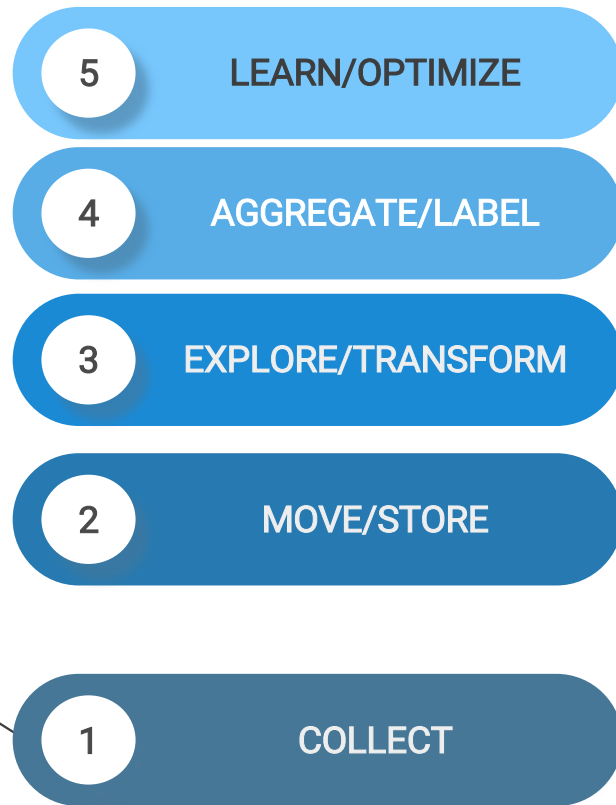 5 LEARN/OPTIMIZE
4 AGGREGATE/LABEL
3 EXPLORE/TRANSFORM
2 MOVE/STORE
1 COLLECT